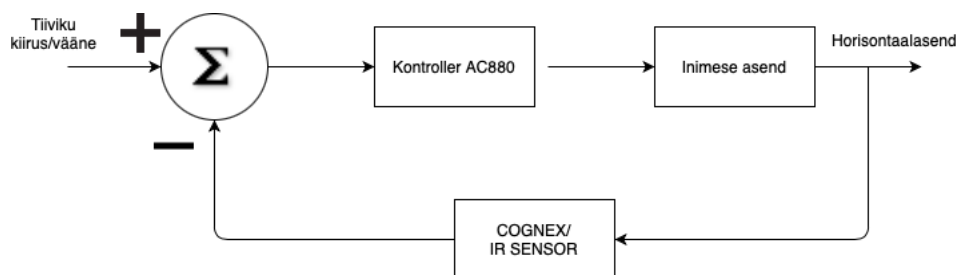 Tiiviku
kiirus/vääne
+
Σ
Kontroller AC880
Inimese asend
Horisontaalasend
−
COGNEX/
IR SENSOR